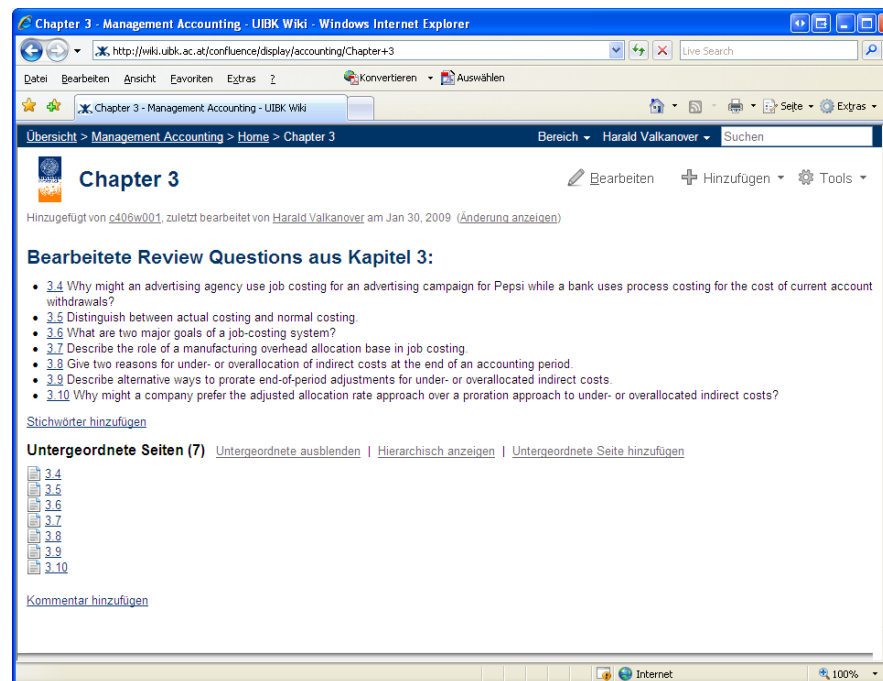 Chapter 3 - Management Accounting - UIBK Wiki - Windows Internet Explorer
http://wiki.uibk.ac.at/confluence/display/accounting/Chapter+3
Live Search
Datei Bearbeiten Ansicht Favoriten Extras ? Konvertieren Auswählen
Chapter 3 - Management Accounting - UIBK Wiki
Seite Extras
Übersicht > Management Accounting > Home > Chapter 3 Bereich Harald Valkanover Suchen
Chapter 3
Bearbeiten Hinzufügen Tools
Hinzugefügt von c406w001, zuletzt bearbeitet von Harald Valkanover am Jan 30, 2009 (Änderung anzeigen)
Bearbeitete Review Questions aus Kapitel 3:
• 3.4 Why might an advertising agency use job costing for an advertising campaign for Pepsi while a bank uses process costing for the cost of current account
withdrawals?
• 3.5 Distinguish between actual costing and normal costing.
• 3.6 What are two major goals of a job-costing system?
• 3.7 Describe the role of a manufacturing overhead allocation base in job costing.
• 3.8 Give two reasons for under- or overallocation of indirect costs at the end of an accounting period.
• 3.9 Describe alternative ways to prorate end-of-period adjustments for under- or overallocated indirect costs.
• 3.10 Why might a company prefer the adjusted allocation rate approach over a proration approach to under- or overallocated indirect costs?
Stichwörter hinzufügen
Untergeordnete Seiten (7) Untergeordnete ausblenden | Hierarchisch anzeigen | Untergeordnete Seite hinzufügen
3.4
3.5
3.6
3.7
3.8
3.9
3.10
Kommentar hinzufügen
Internet 100%